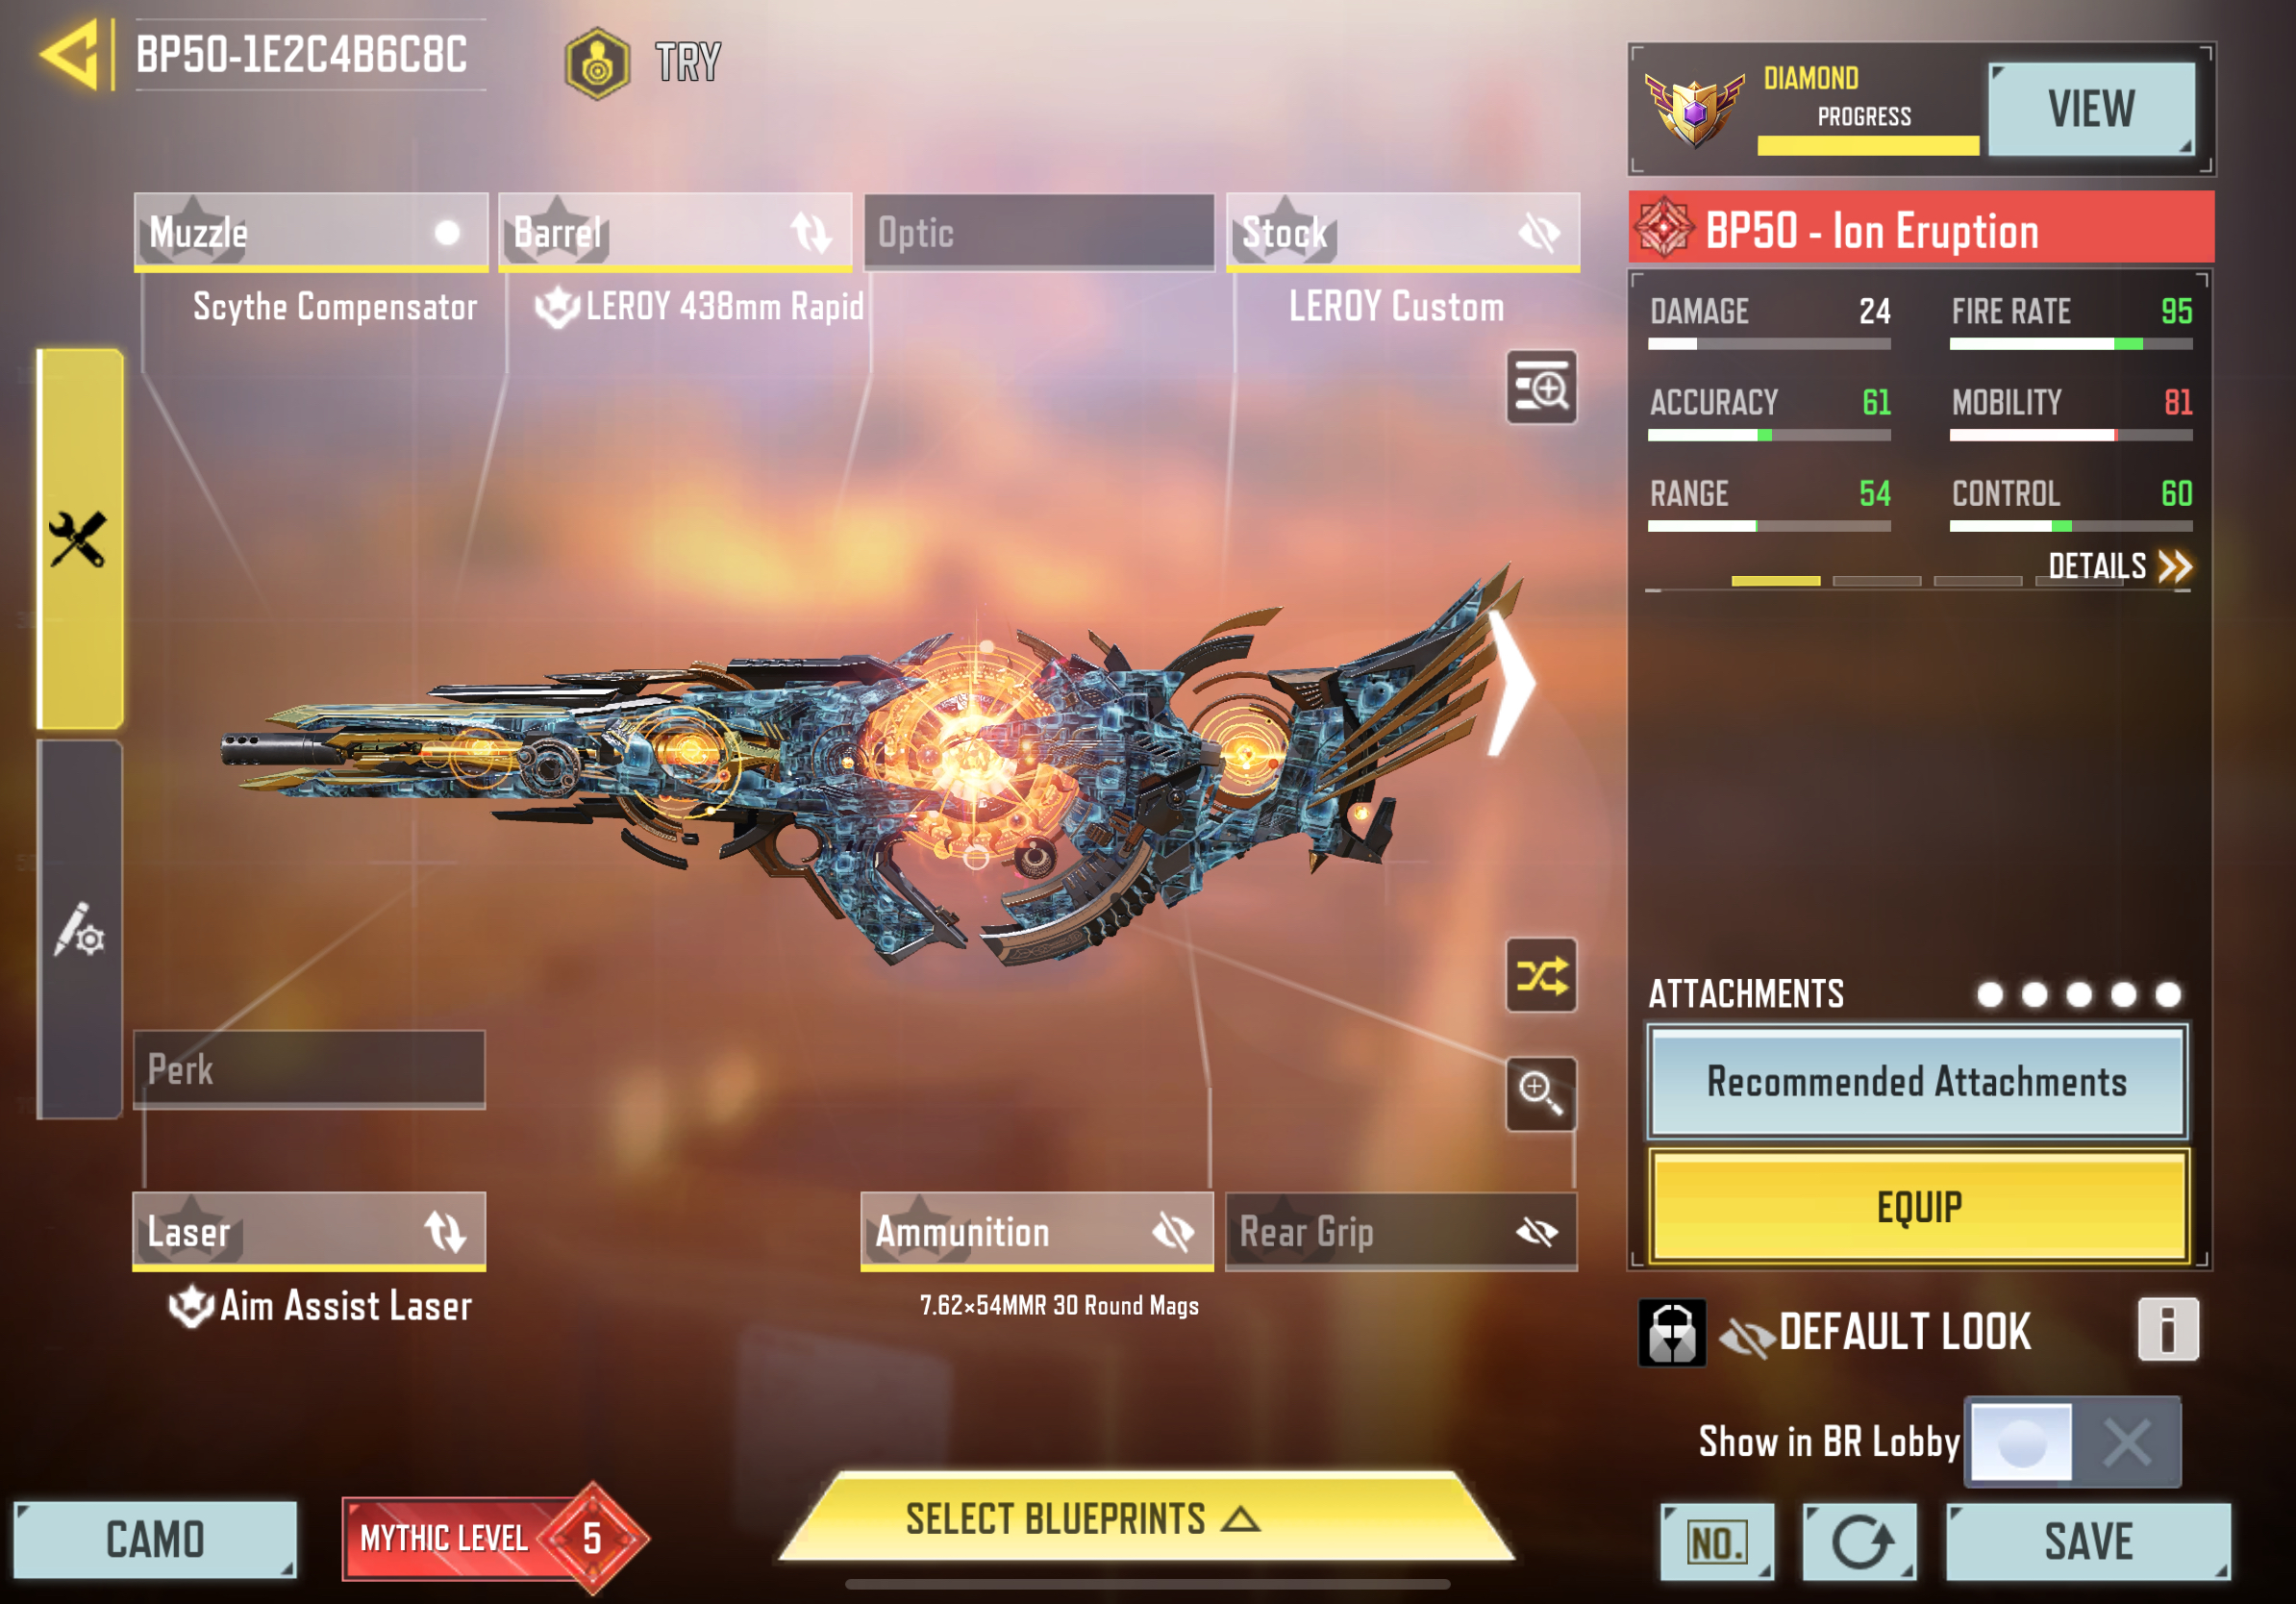 BP50-1E2C4B6C8C
TRY
DIAMOND
PROGRESS
VIEW
Muzzle
Barrel
Optic
Stock
Scythe Compensator
LEROY 438mm Rapid
LEROY Custom
BP50 - Ion Eruption
DAMAGE 24
FIRE RATE 95
ACCURACY 61
MOBILITY 81
RANGE 54
CONTROL 60
DETAILS
ATTACHMENTS
Recommended Attachments
EQUIP
Perk
Laser
Ammunition
Rear Grip
Aim Assist Laser
7.62×54MMR 30 Round Mags
DEFAULT LOOK
i
Show in BR Lobby
CAMO
MYTHIC LEVEL 5
SELECT BLUEPRINTS
NO.
SAVE